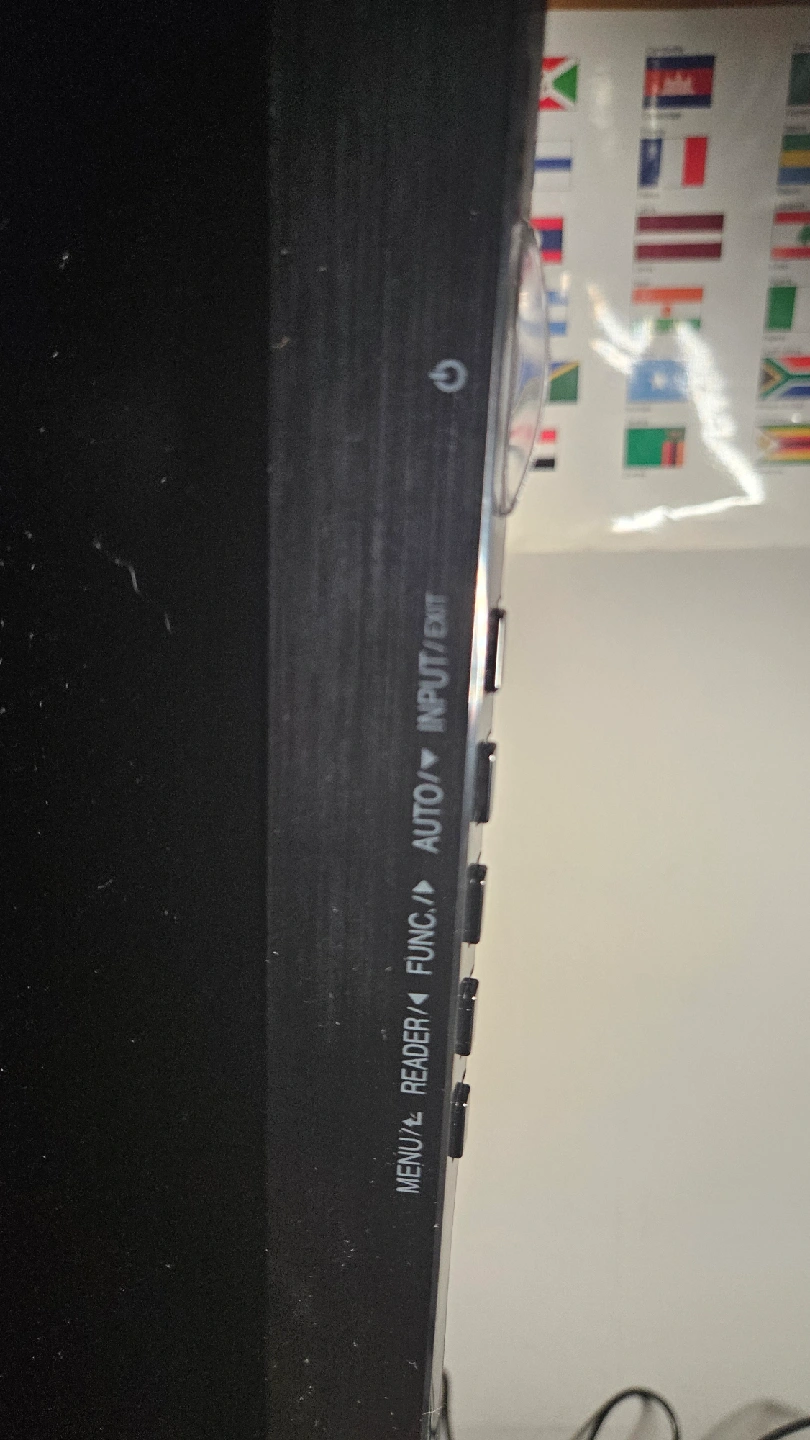 MENU/⮤ READER/◀ FUNC./▶ AUTO/▼ INPUT/EXIT